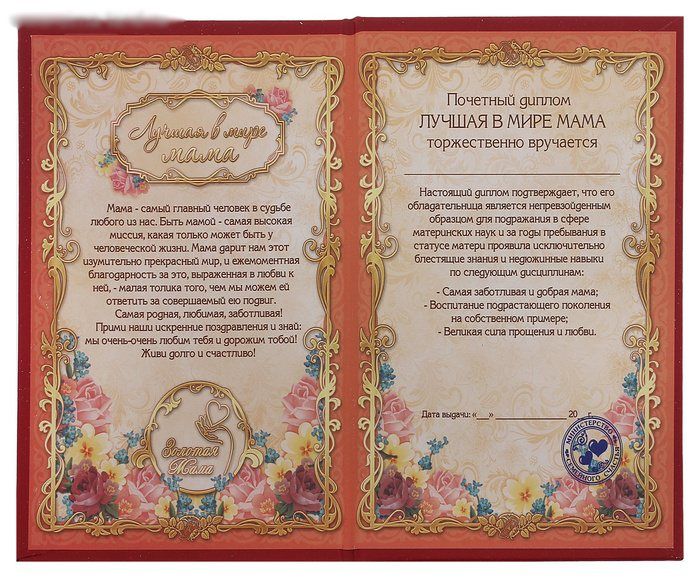 Лучшая в мире
мама
Мама - самый главный человек в судьбе
любого из нас. Быть мамой - самая высокая
миссия, какая только может быть у
человеческой жизни. Мама дарит нам этот
изумительно прекрасный мир, и ежемоментная
благодарность за это, выраженная в любви к
ней, - малая толика того, чем мы можем ей
ответить за совершаемый ею подвиг.
Самая родная, любимая, заботливая!
Прими наши искренние поздравления и знай:
мы очень-очень любим тебя и дорожим тобой!
Живи долго и счастливо!
Золотая
Мама
Почетный диплом
ЛУЧШАЯ В МИРЕ МАМА
торжественно вручается
Настоящий диплом подтверждает, что его
обладательница является непревзойденным
образцом для подражания в сфере
материнских наук и за годы пребывания в
статусе матери проявила исключительно
блестящие знания и недюжинные навыки
по следующим дисциплинам:
- Самая заботливая и добрая мама;
- Воспитание подрастающего поколения
на собственном примере;
- Великая сила прощения и любви.
Дата выдачи: «__» ______________ 20__ г.
МИНИСТЕРСТВО
СЕМЕЙНОГО СЧАСТЬЯ